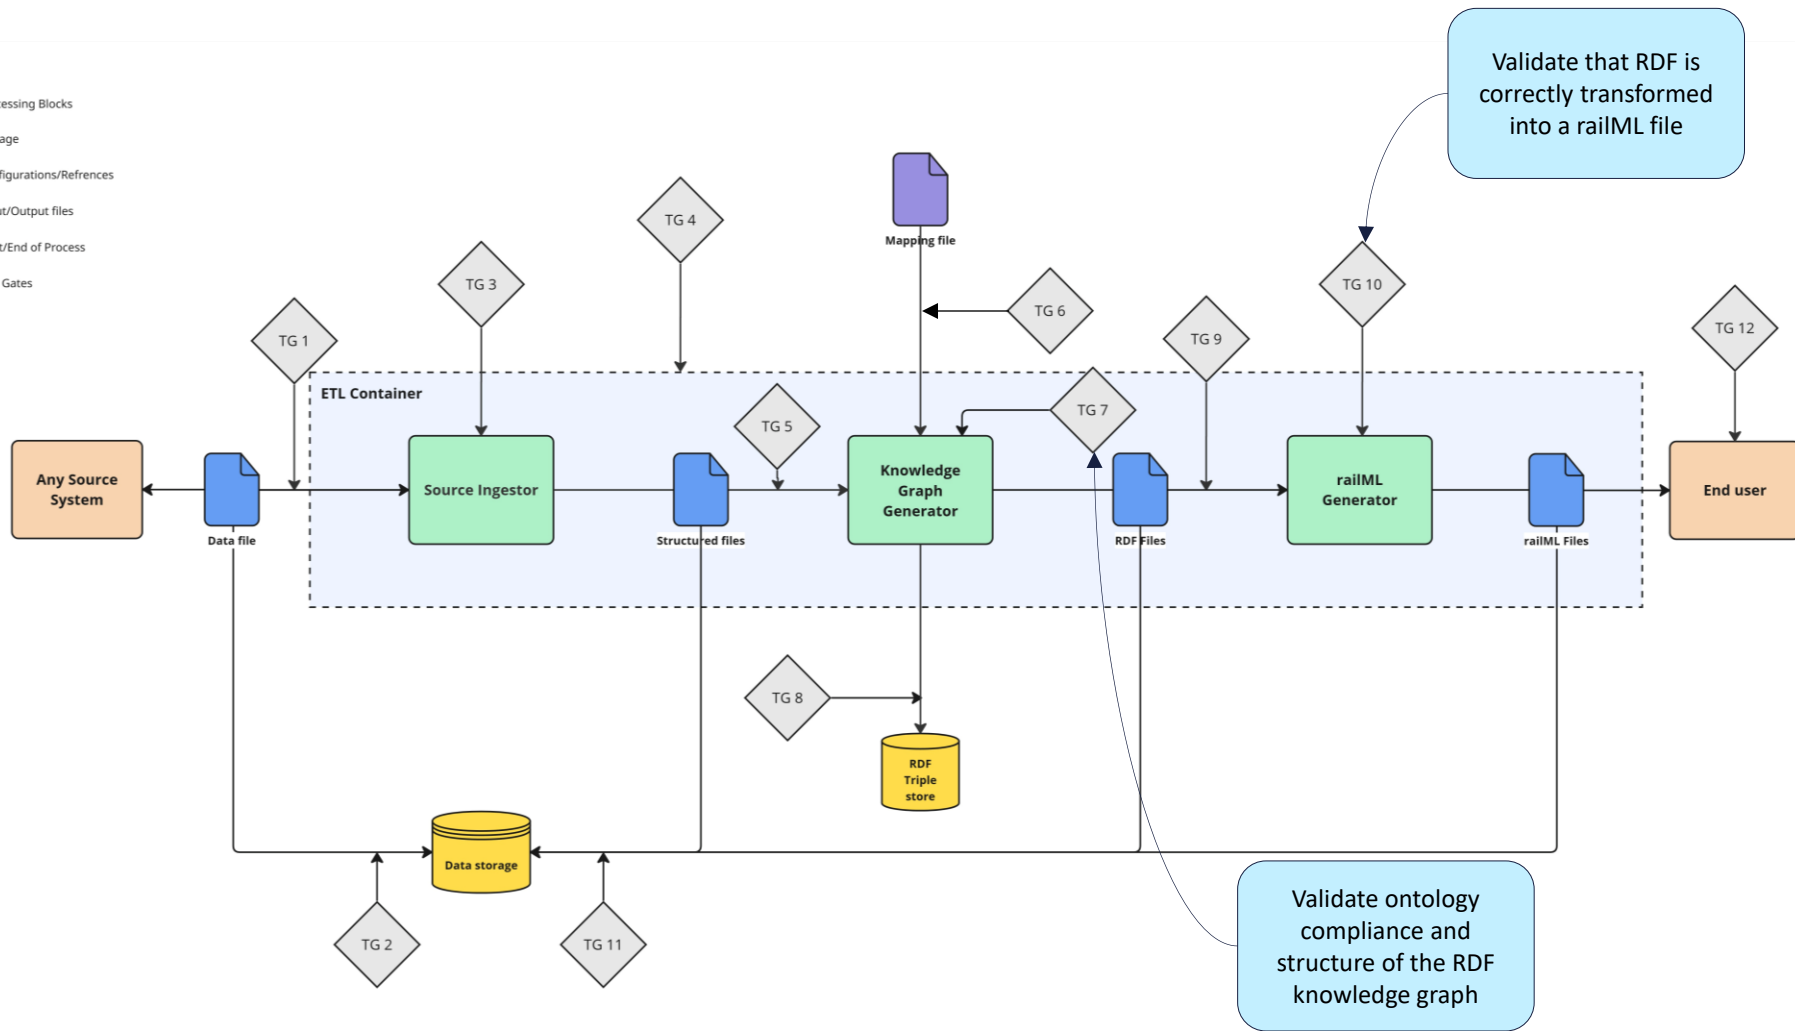 Validate that RDF is
correctly transformed
into a railML file
essing Blocks
age
figurations/Refrences
ut/Output files
t/End of Process
Gates
Mapping file
TG 4
TG 3
TG 10
TG 6
TG 1
TG 9
TG 12
ETL Container
TG 5
TG 7
Any Source
System
Data file
Source Ingestor
Structured files
Knowledge
Graph
Generator
RDF Files
railML
Generator
railML Files
End user
TG 8
RDF
Triple
store
Data storage
TG 2
TG 11
Validate ontology
compliance and
structure of the RDF
knowledge graph